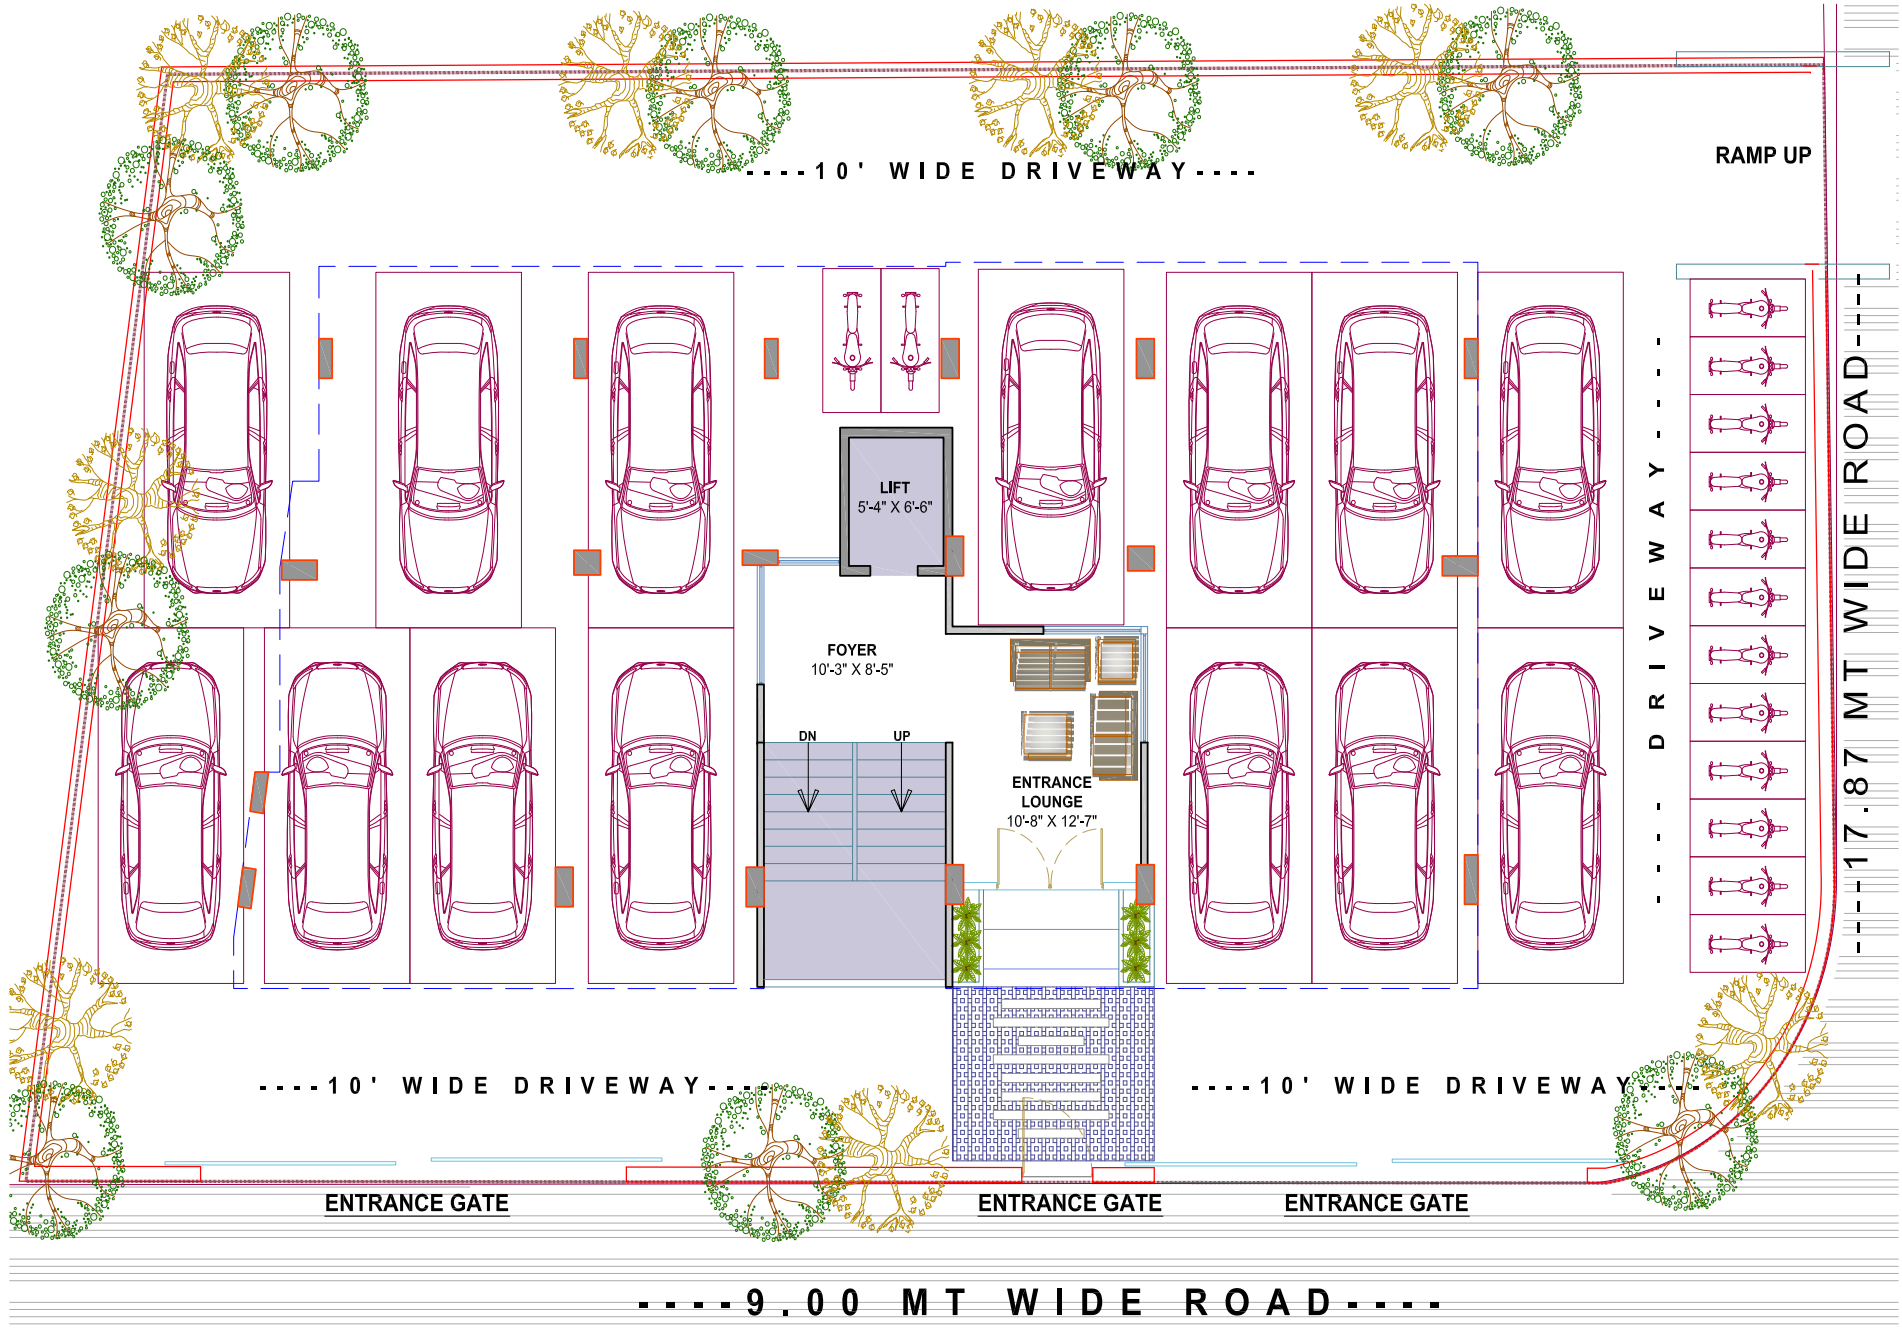 ----10' WIDE DRIVEWAY----
RAMP UP
LIFT
5'-4" X 6'-6"
FOYER
10'-3" X 8'-5"
DN
UP
ENTRANCE
LOUNGE
10'-8" X 12'-7"
---- DRIVEWAY----
---17.87 MT WIDE ROAD----
----10' WIDE DRIVEWAY----
----10' WIDE DRIVEWAY----
ENTRANCE GATE
ENTRANCE GATE
ENTRANCE GATE
----9.00 MT WIDE ROAD----